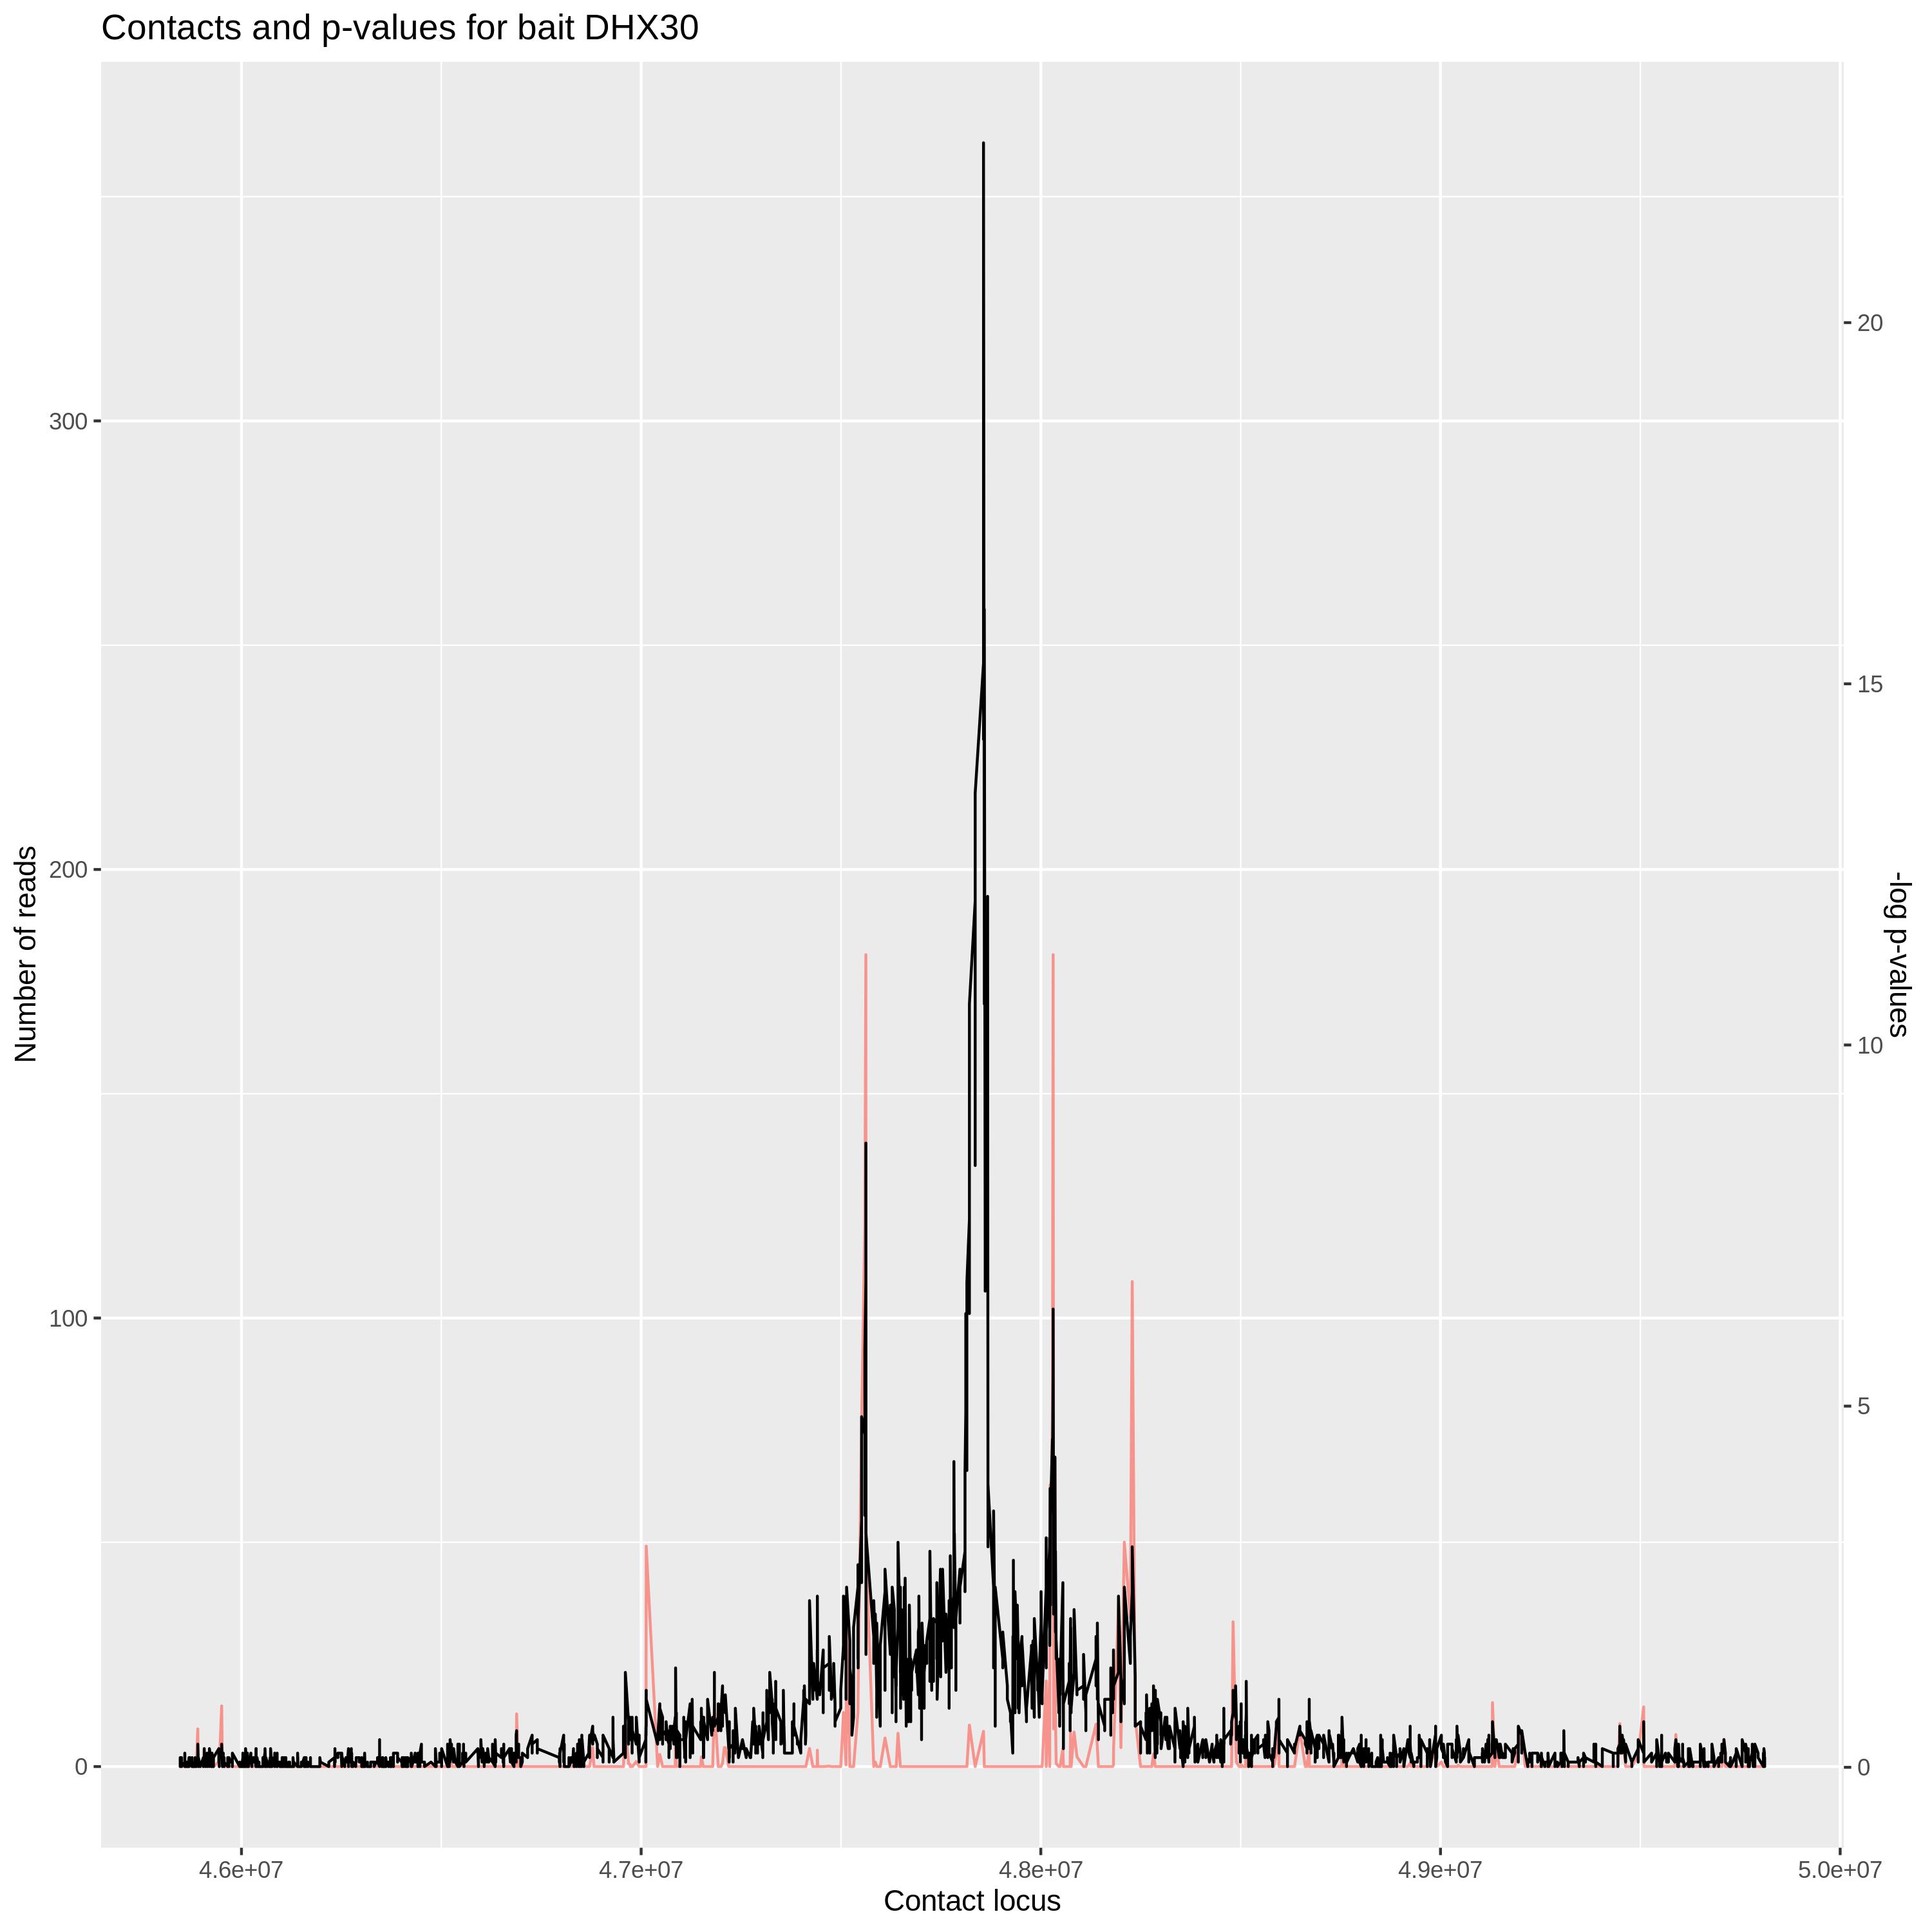 Contacts and p-values for bait DHX30
Number of reads
300
200
100
0
20
15
10
5
0
-log p-values
4.6e+07
4.7e+07
4.8e+07
4.9e+07
5.0e+07
Contact locus